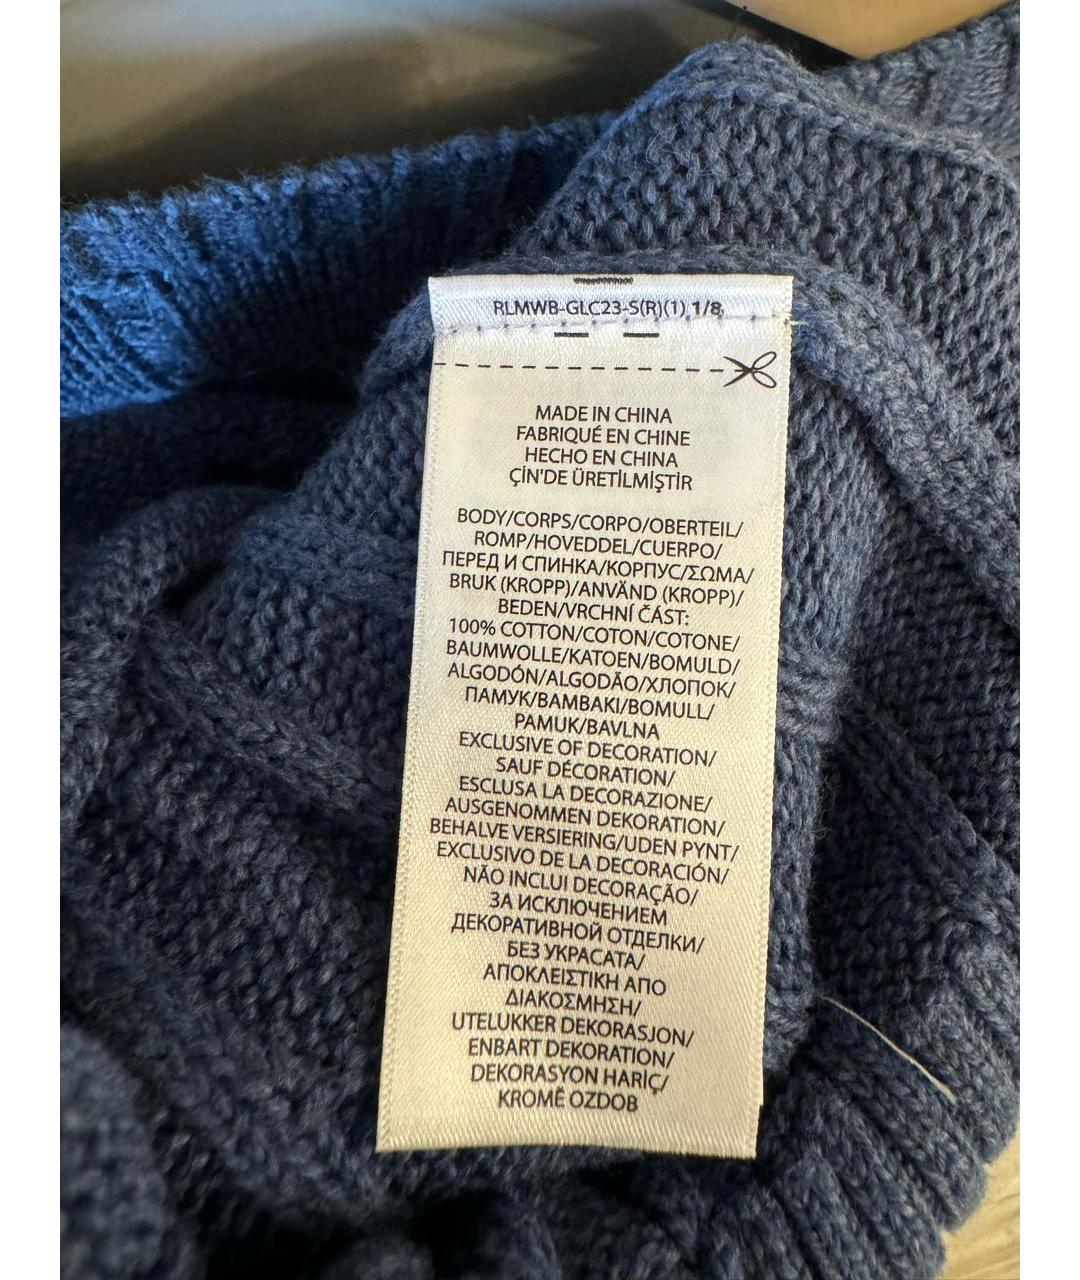 RLMWB-GLC23-S(R)(1) 1/8
MADE IN CHINA
FABRIQUÉ EN CHINE
HECHO EN CHINA
ÇİN'DE ÜRETİLMİŞTİR
BODY/CORPS/CORPO/OBERTEIL/
ROMP/HOVEDDEL/CUERPO/
ПЕРЕД И СПИНКА/КОРПУС/ΣΩΜΑ/
BRUK (KROPP)/ANVÄND (KROPP)/
BEDEN/VRCHNÍ ČÁST:
100% COTTON/COTON/COTONE/
BAUMWOLLE/KATOEN/BOMULD/
ALGODÓN/ALGODÃO/ХЛОПОК/
ПАМУК/ΒΑΜΒΑΚΙ/BOMULL/
PAMUK/BAVLNA
EXCLUSIVE OF DECORATION/
SAUF DÉCORATION/
ESCLUSA LA DECORAZIONE/
AUSGENOMMEN DEKORATION/
BEHALVE VERSIERING/UDEN PYNT/
EXCLUSIVO DE LA DECORACIÓN/
NÃO INCLUI DECORAÇÃO/
ЗА ИСКЛЮЧЕНИЕМ
ДЕКОРАТИВНОЙ ОТДЕЛКИ/
БЕЗ УКРАСАТА/
ΑΠΟΚΛΕΙΣΤΙΚΗ ΑΠΟ
ΔΙΑΚΟΣΜΗΣΗ/
UTELUKKER DEKORASJON/
ENBART DEKORATION/
DEKORASYON HARİÇ/
KROMĚ OZDOB